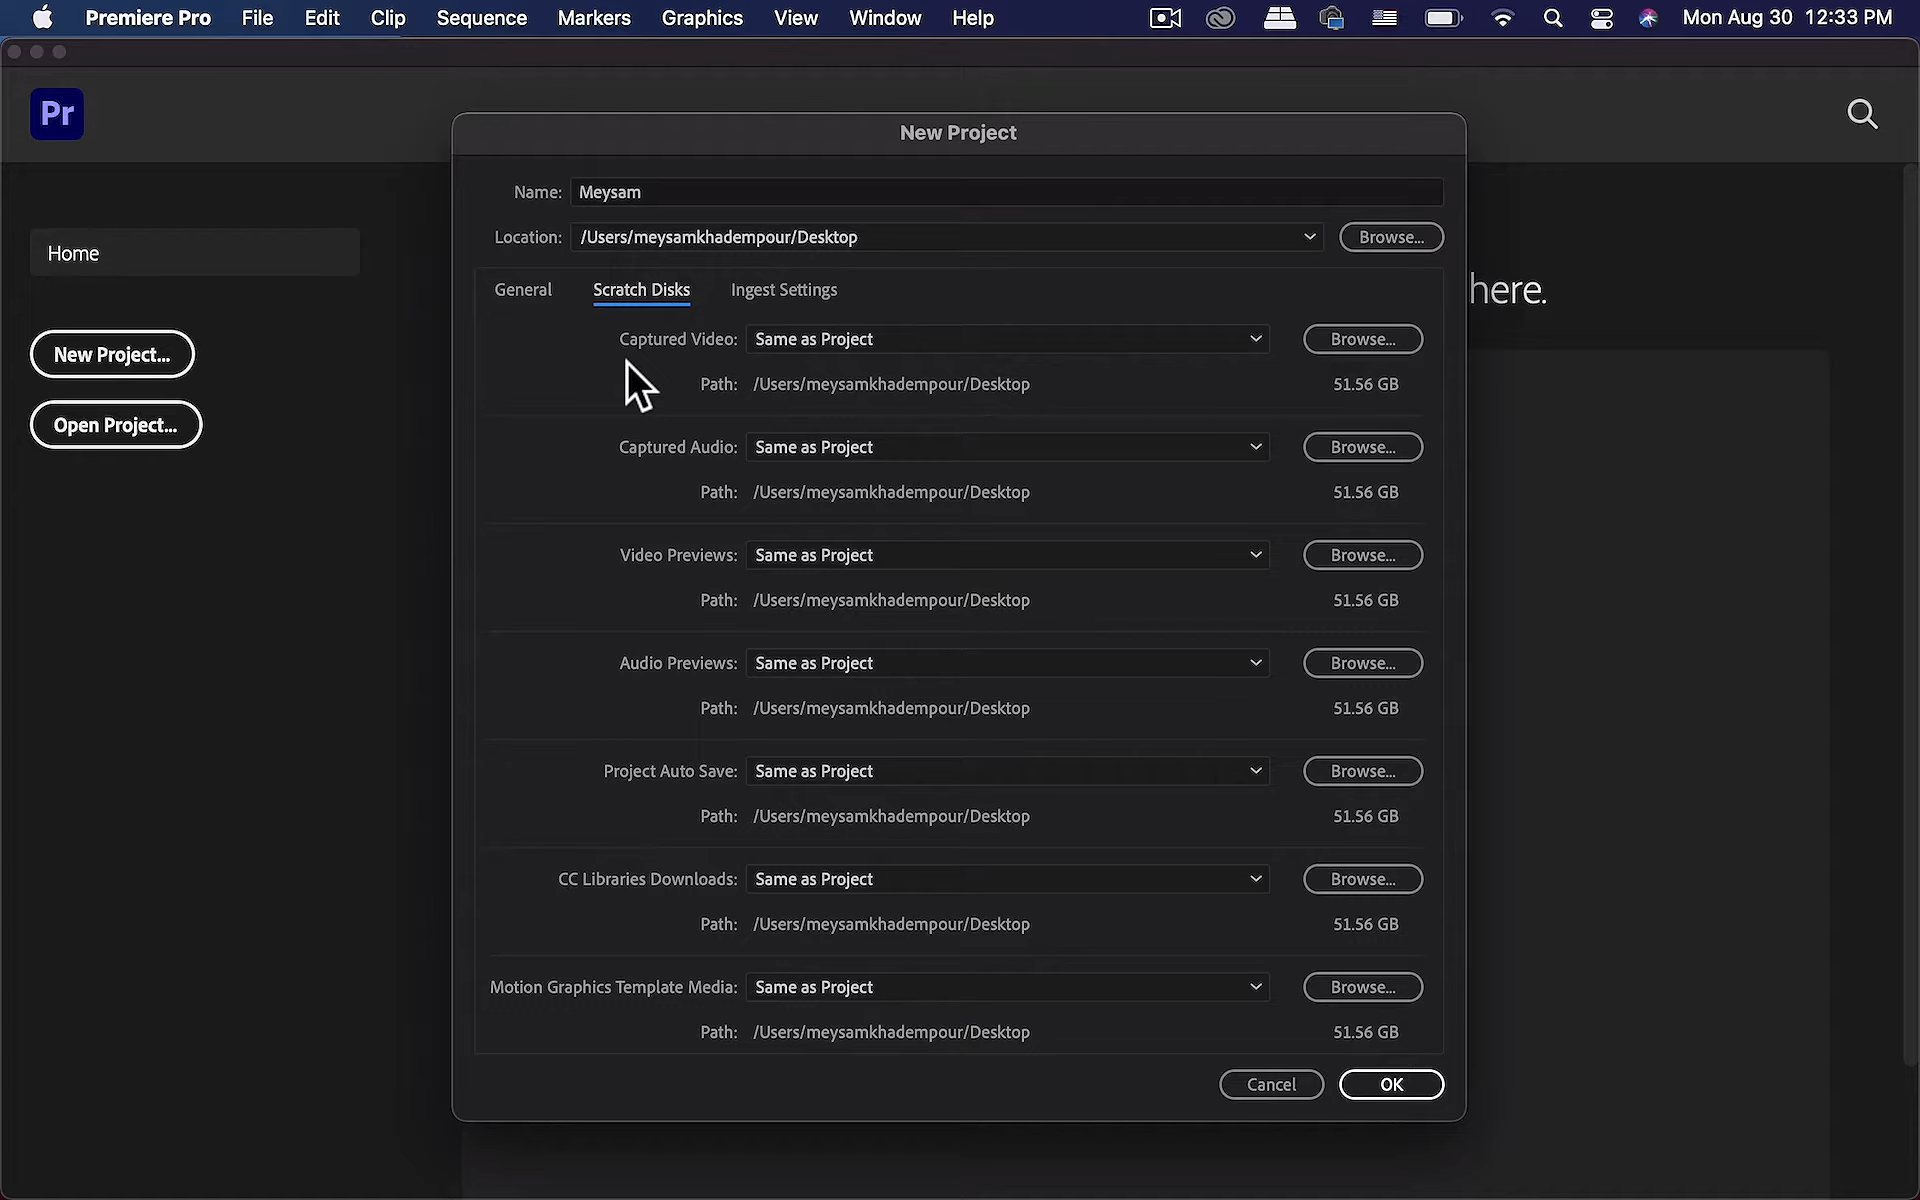 Premiere Pro File Edit Clip Sequence Markers Graphics View Window Help Mon Aug 30 12:33 PM
Pr
New Project
Name: Meysam
Location: /Users/meysamkhadempour/Desktop Browse...
Home
General Scratch Disks Ingest Settings
here.
Captured Video: Same as Project Browse...
New Project...
Path: /Users/meysamkhadempour/Desktop 51.56 GB
Open Project...
Captured Audio: Same as Project Browse...
Path: /Users/meysamkhadempour/Desktop 51.56 GB
Video Previews: Same as Project Browse...
Path: /Users/meysamkhadempour/Desktop 51.56 GB
Audio Previews: Same as Project Browse...
Path: /Users/meysamkhadempour/Desktop 51.56 GB
Project Auto Save: Same as Project Browse...
Path: /Users/meysamkhadempour/Desktop 51.56 GB
CC Libraries Downloads: Same as Project Browse...
Path: /Users/meysamkhadempour/Desktop 51.56 GB
Motion Graphics Template Media: Same as Project Browse...
Path: /Users/meysamkhadempour/Desktop 51.56 GB
Cancel OK